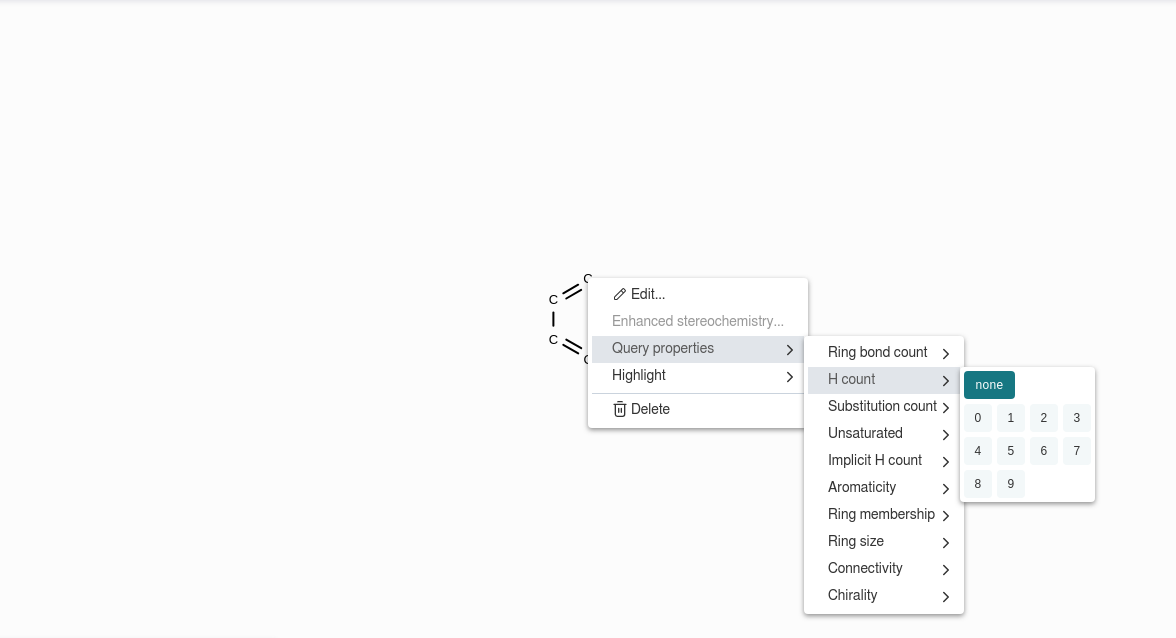 C
C
C
C
Edit...
Enhanced stereochemistry...
Query properties
Highlight
Delete
Ring bond count
H count
Substitution count
Unsaturated
Implicit H count
Aromaticity
Ring membership
Ring size
Connectivity
Chirality
none
0 1 2 3
4 5 6 7
8 9